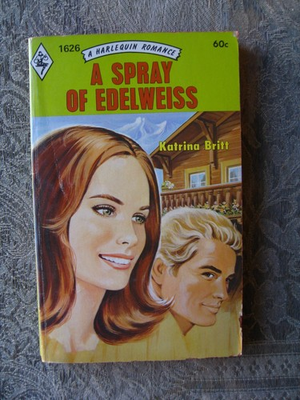 1626
A HARLEQUIN ROMANCE
60c
A SPRAY
OF EDELWEISS
Katrina Britt